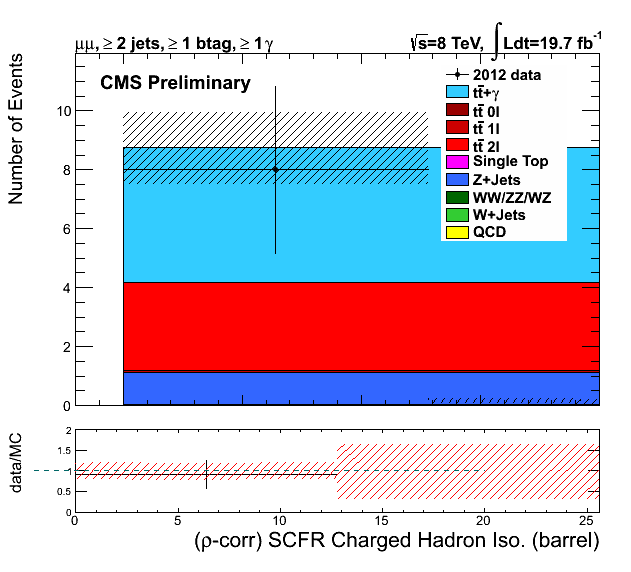 μμ, ≥ 2 jets, ≥ 1 btag, ≥ 1 γ
√s=8 TeV, ∫Ldt=19.7 fb⁻¹
CMS Preliminary
2012 data
tt̅+γ
tt̅ 0l
tt̅ 1l
tt̅ 2l
Single Top
Z+Jets
WW/ZZ/WZ
W+Jets
QCD
Number of Events
10
8
6
4
2
0
data/MC
2
1.5
1
0.5
0
0 5 10 15 20 25
(ρ-corr) SCFR Charged Hadron Iso. (barrel)